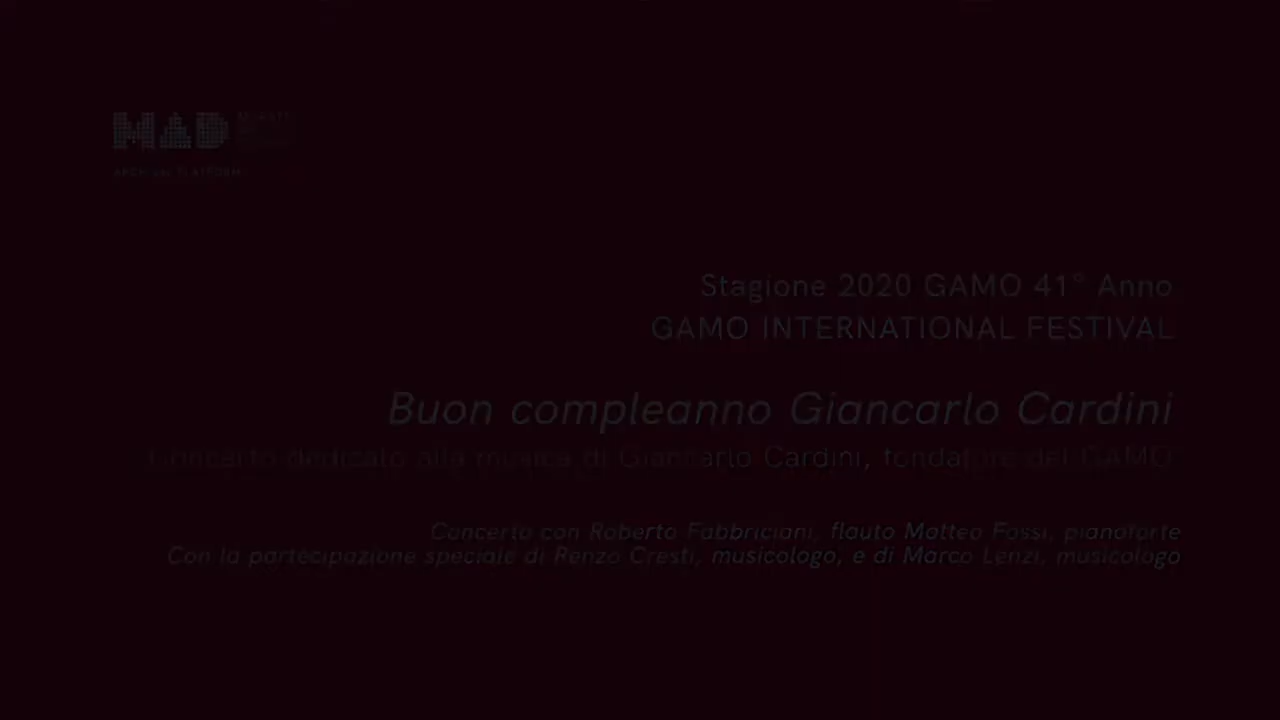 MAD
Stagione 2020 GAMO 41° Anno
GAMO INTERNATIONAL FESTIVAL
Buon compleanno Giancarlo Cardini
Concerto dedicato alla musica di Giancarlo Cardini, fondatore del GAMO
Concerto con Roberto Fabbriciani, flauto Matteo Fossi, pianoforte
Con la partecipazione speciale di Renzo Cresti, musicologo, e di Marco Lenzi, musicologo